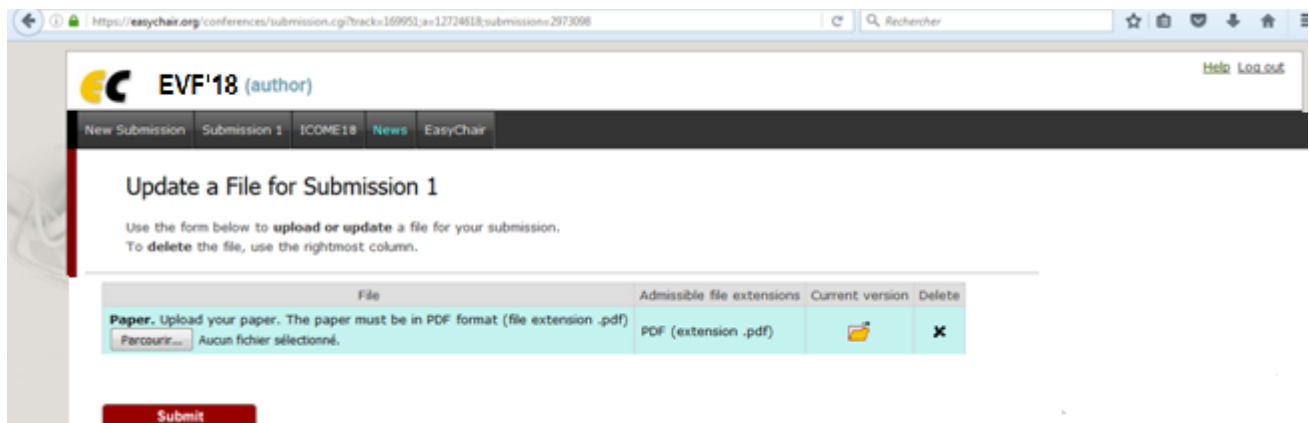 https://easychair.org/conferences/submission.cgi?track=169951;a=12724618;submission=2973098
Rechercher
EC EVF'18 (author)
Help Log out
New Submission Submission 1 ICOME18 News EasyChair
Update a File for Submission 1
Use the form below to upload or update a file for your submission.
To delete the file, use the rightmost column.
File Admissible file extensions Current version Delete
Paper. Upload your paper. The paper must be in PDF format (file extension .pdf)
Parcourir... Aucun fichier sélectionné.
PDF (extension .pdf)
Submit